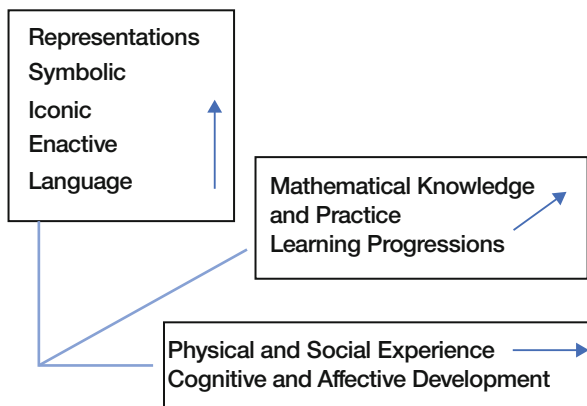 Representations
Symbolic
Iconic
Enactive
Language
Mathematical Knowledge
and Practice
Learning Progressions
Physical and Social Experience
Cognitive and Affective Development